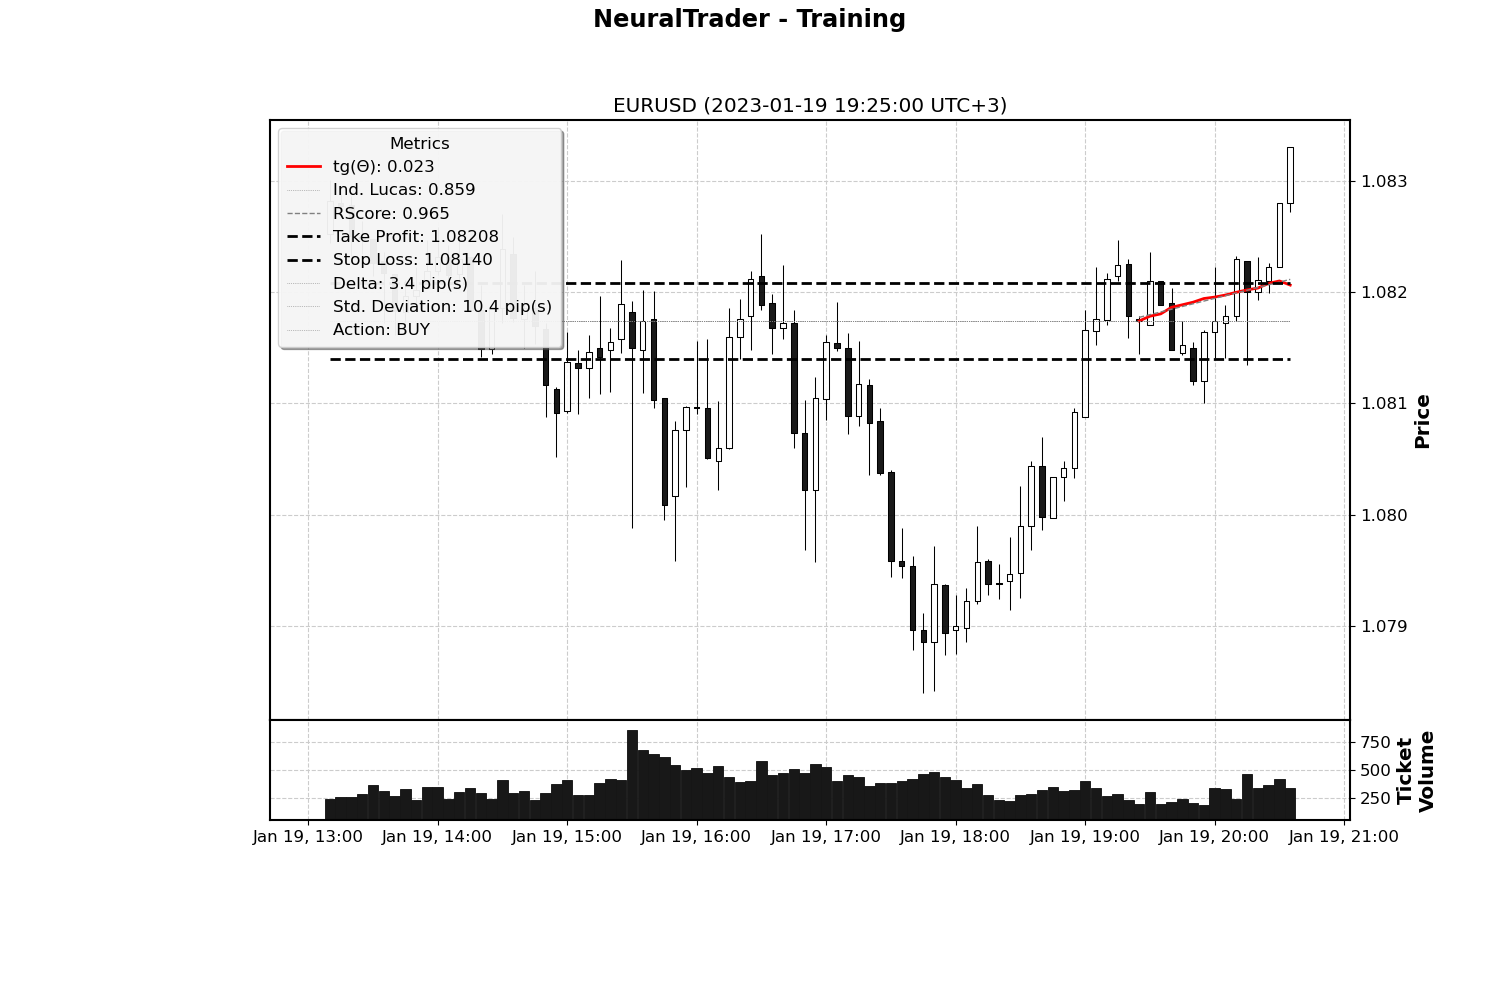 NeuralTrader - Training
EURUSD (2023-01-19 19:25:00 UTC+3)
Metrics
tg(Θ): 0.023
Ind. Lucas: 0.859
RScore: 0.965
Take Profit: 1.08208
Stop Loss: 1.08140
Delta: 3.4 pip(s)
Std. Deviation: 10.4 pip(s)
Action: BUY
1.083
1.082
1.081
1.080
1.079
Price
750
500
250
Ticket
Volume
Jan 19, 13:00
Jan 19, 14:00
Jan 19, 15:00
Jan 19, 16:00
Jan 19, 17:00
Jan 19, 18:00
Jan 19, 19:00
Jan 19, 20:00
Jan 19, 21:00